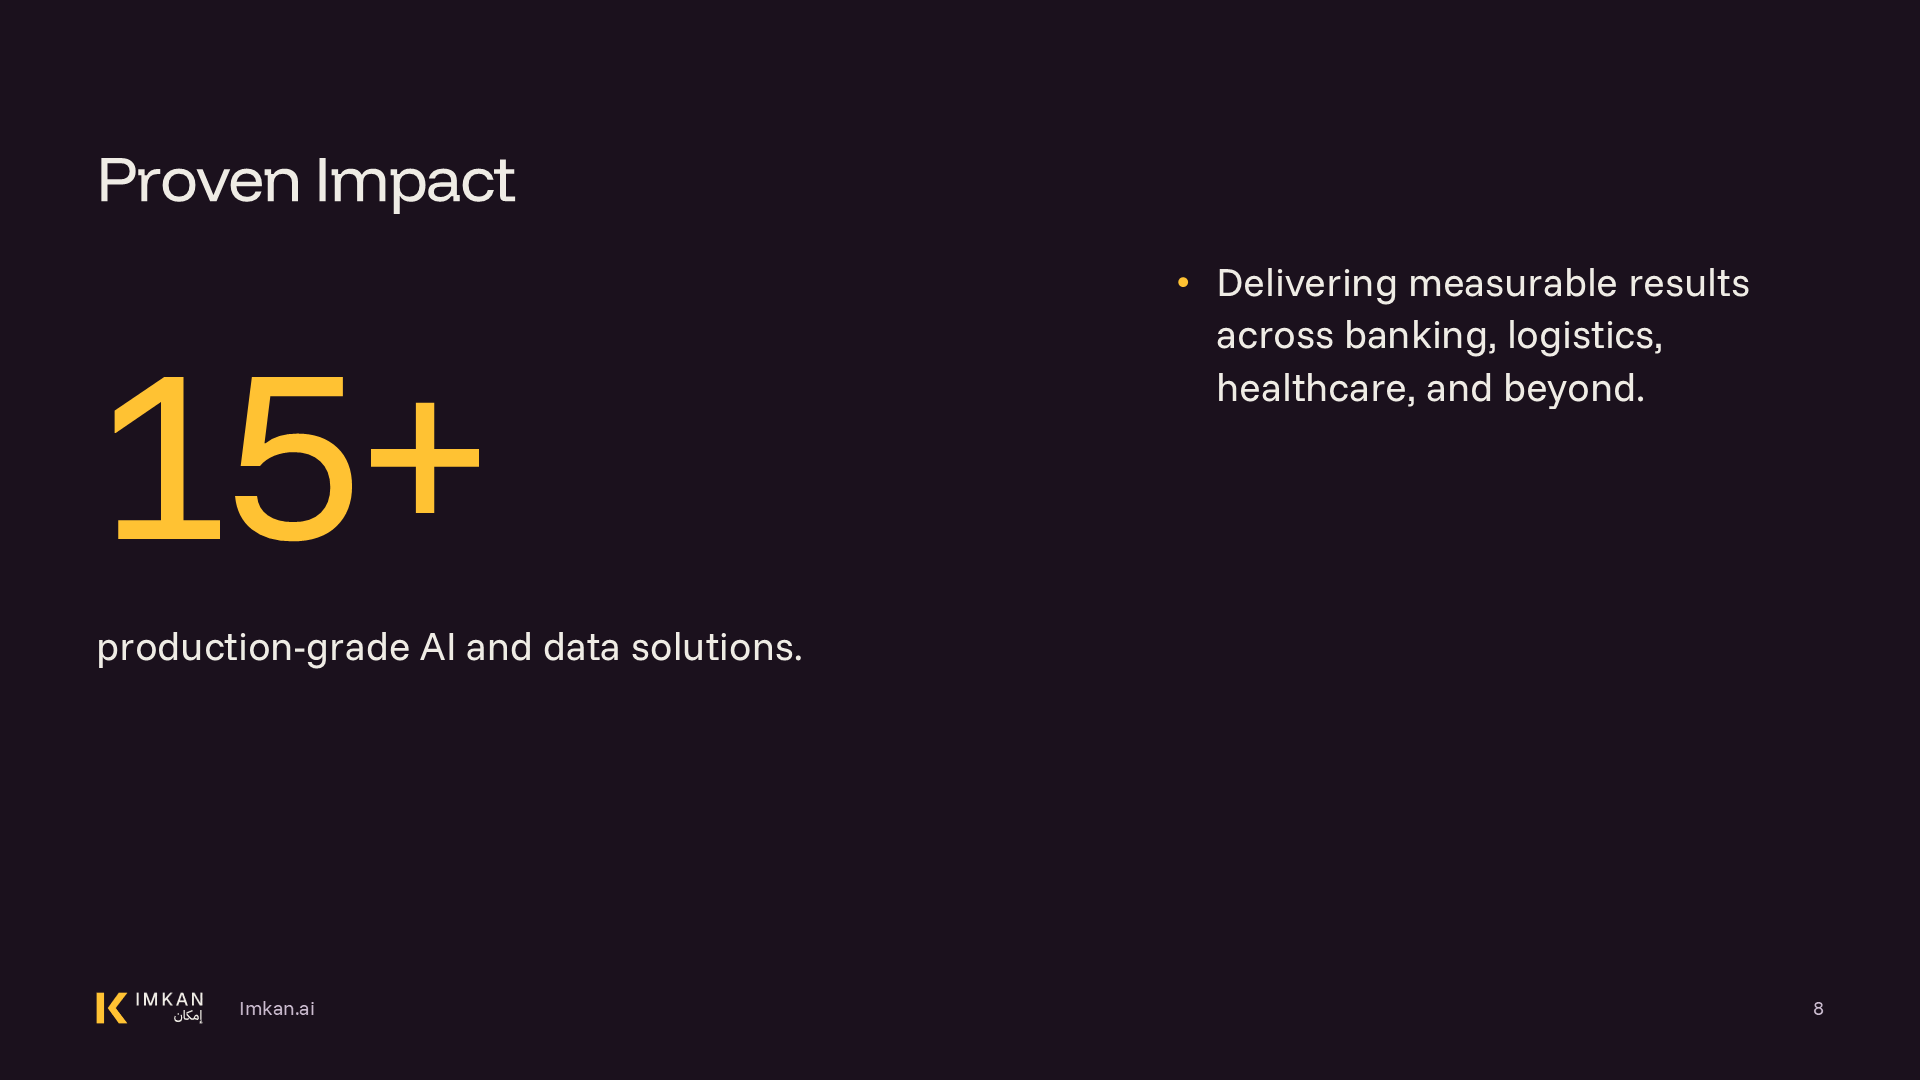 Proven Impact
15+
production-grade AI and data solutions.
• Delivering measurable results
across banking, logistics,
healthcare, and beyond.
IMKAN
إمكان
Imkan.ai
8